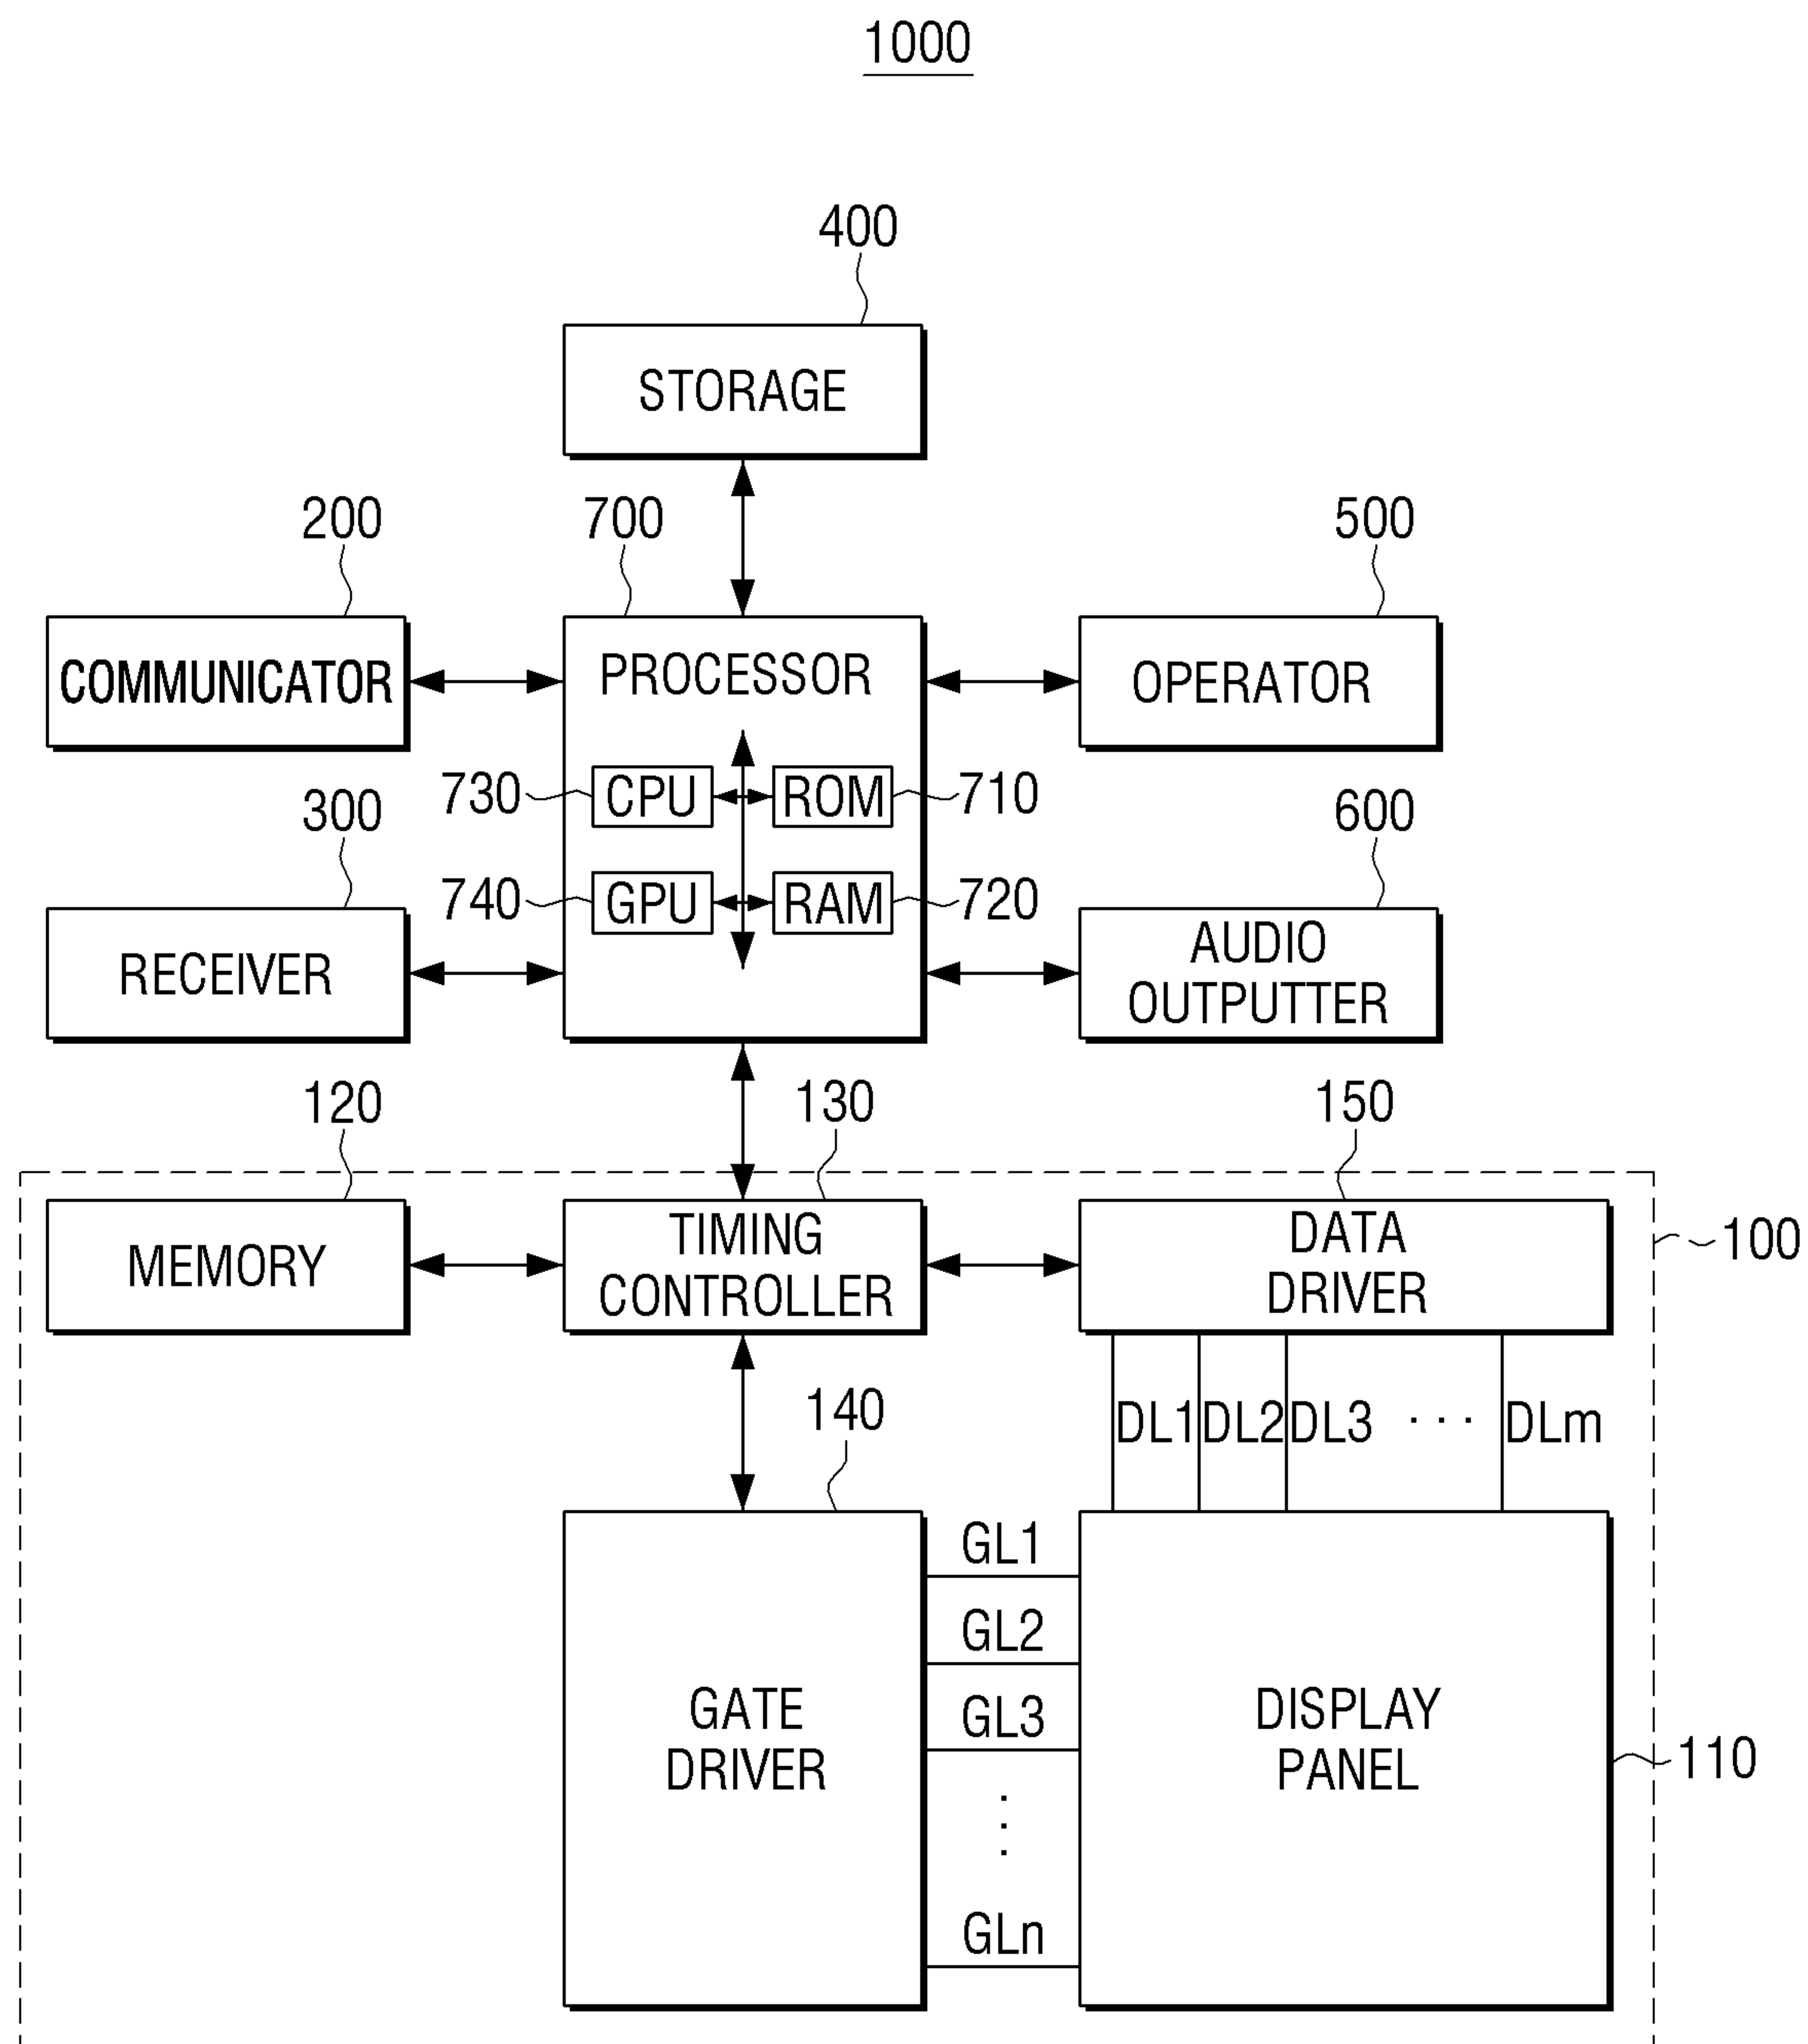 1000
400
STORAGE
200
700
500
COMMUNICATOR
PROCESSOR
OPERATOR
730
CPU
ROM
710
300
600
740
GPU
RAM
720
RECEIVER
AUDIO
OUTPUTTER
120
130
150
MEMORY
TIMING
CONTROLLER
DATA
DRIVER
100
140
DL1
DL2
DL3
...
DLm
GL1
GL2
GL3
GATE
DRIVER
DISPLAY
PANEL
110
...
GLn